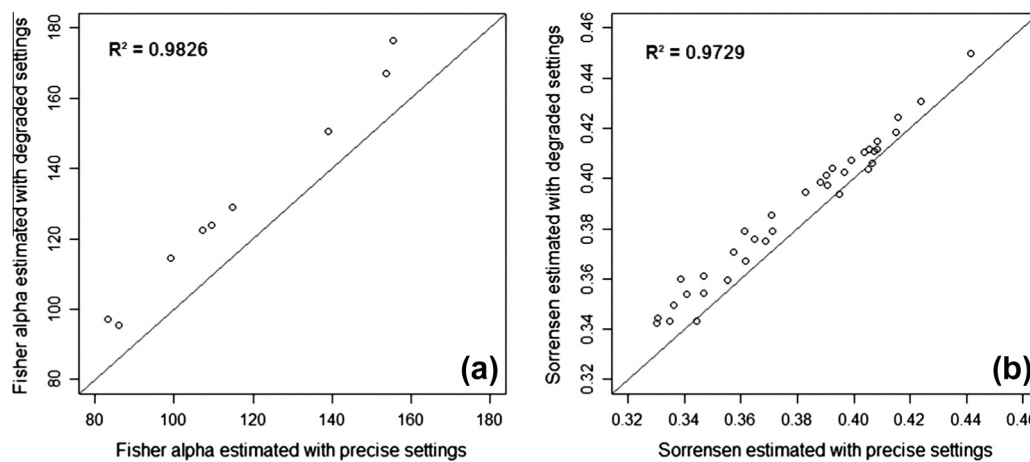 Fisher alpha estimated with degraded settings
180
160
140
120
100
80
R² = 0.9826
(a)
80 100 120 140 160 180
Fisher alpha estimated with precise settings
Sorrensen estimated with degraded settings
0.46
0.44
0.42
0.40
0.38
0.36
0.34
0.32
R² = 0.9729
(b)
0.32 0.34 0.36 0.38 0.40 0.42 0.44
Sorrensen estimated with precise settings